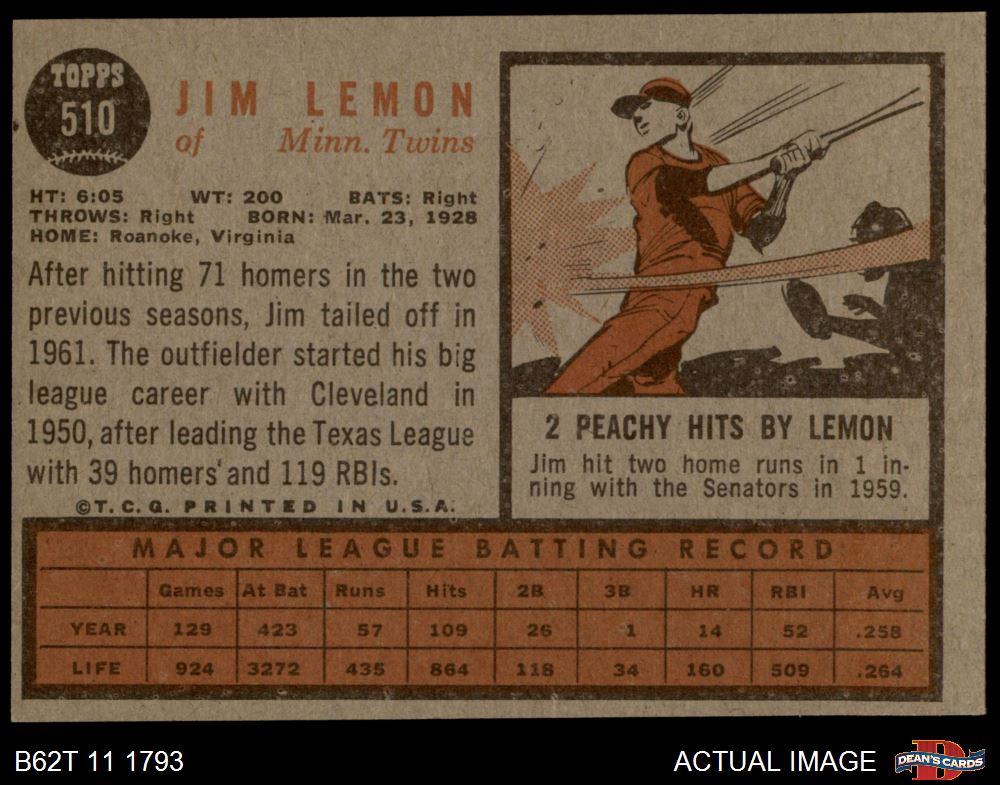 TOPPS
510
JIM LEMON
of Minn. Twins
HT: 6:05 WT: 200 BATS: Right
THROWS: Right BORN: Mar. 23, 1928
HOME: Roanoke, Virginia
After hitting 71 homers in the two
previous seasons, Jim tailed off in
1961. The outfielder started his big
league career with Cleveland in
1950, after leading the Texas League
with 39 homers and 119 RBIs.
©T.C.G. PRINTED IN U.S.A.
2 PEACHY HITS BY LEMON
Jim hit two home runs in 1 in-
ning with the Senators in 1959.
MAJOR LEAGUE BATTING RECORD
Games At Bat Runs Hits 2B 3B HR RBI Avg
YEAR 129 423 57 109 26 1 14 52 .258
LIFE 924 3272 435 864 118 34 160 509 .264
B62T 11 1793
ACTUAL IMAGE
DEAN'S CARDS